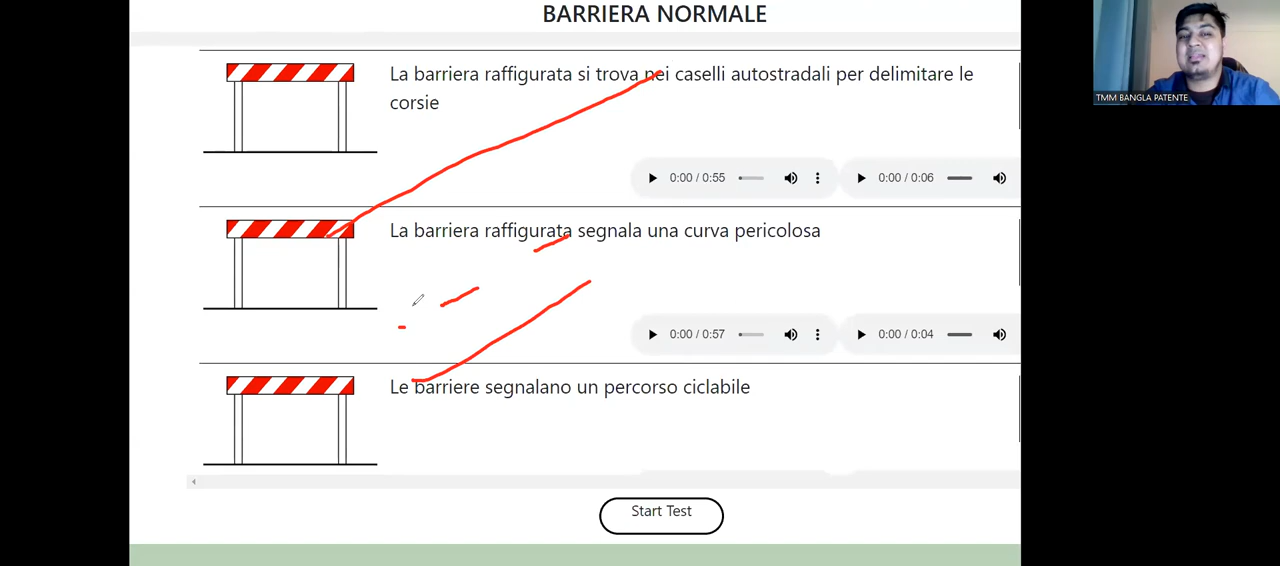 BARRIERA NORMALE
TMM BANGLA PATENTE
La barriera raffigurata si trova nei caselli autostradali per delimitare le
corsie
0:00 / 0:55
0:00 / 0:06
La barriera raffigurata segnala una curva pericolosa
0:00 / 0:57
0:00 / 0:04
Le barriere segnalano un percorso ciclabile
Start Test